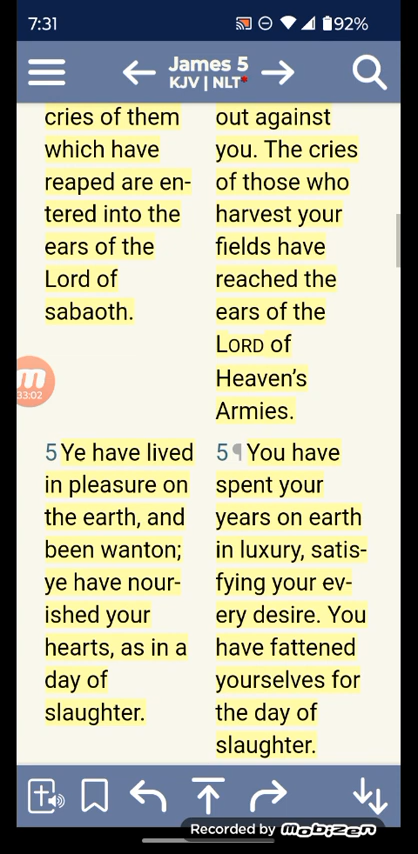 7:31
92%
James 5
KJV | NLT*
cries of them
which have
reaped are en-
tered into the
ears of the
Lord of
sabaoth.
out against
you. The cries
of those who
harvest your
fields have
reached the
ears of the
LORD of
Heaven's
Armies.
33:02
5 Ye have lived
in pleasure on
the earth, and
been wanton;
ye have nour-
ished your
hearts, as in a
day of
slaughter.
5 ¶ You have
spent your
years on earth
in luxury, satis-
fying your ev-
ery desire. You
have fattened
yourselves for
the day of
slaughter.
Recorded by mobizen